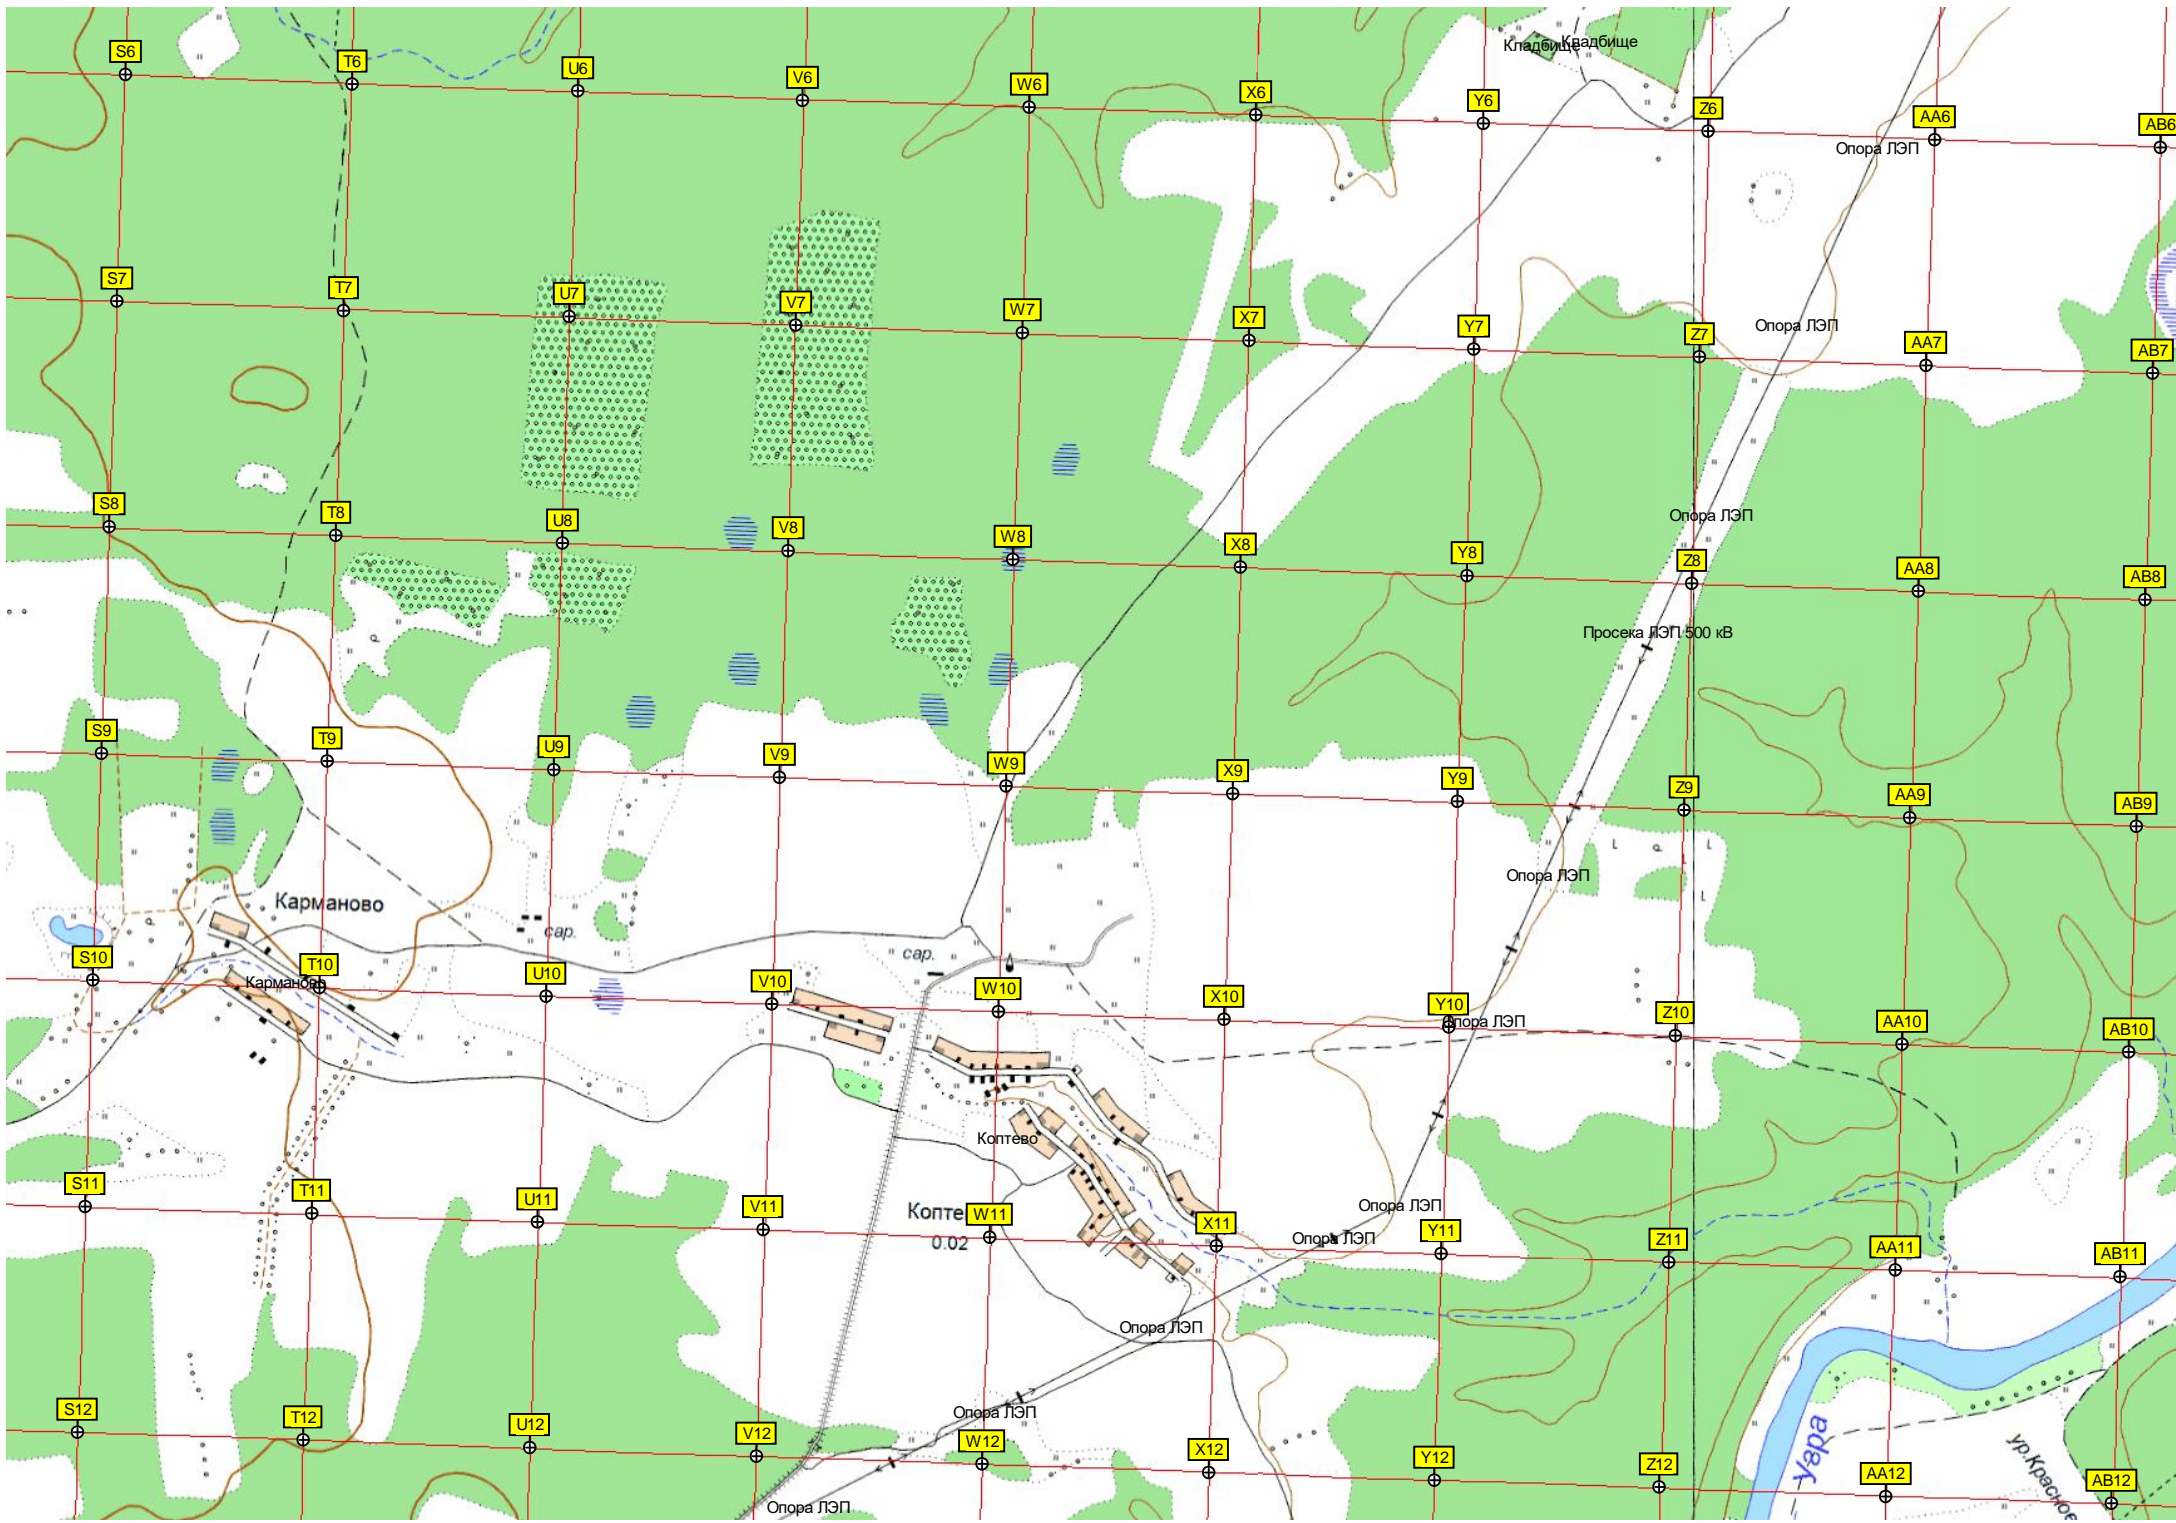 Кладбище
Кладбище
S6
T6
U6
V6
W6
X6
Y6
Z6
AA6
AB6
Опора ЛЭП
S7
T7
U7
V7
W7
X7
Y7
Z7
Опора ЛЭП
AA7
AB7
S8
T8
U8
V8
W8
X8
Y8
Опора ЛЭП
Z8
AA8
AB8
Просека ЛЭП 500 кВ
S9
T9
U9
V9
W9
X9
Y9
Z9
AA9
AB9
Опора ЛЭП
Карманово
сар.
сар.
S10
T10
Карманово
U10
V10
W10
X10
Y10
Опора ЛЭП
Z10
AA10
AB10
Коптево
S11
T11
U11
V11
Копте
W11
0.02
X11
Опора ЛЭП
Опора ЛЭП
Y11
Z11
AA11
AB11
Опора ЛЭП
S12
T12
U12
V12
Опора ЛЭП
W12
X12
Y12
Z12
Угра
AA12
ур.Красное
AB12
Опора ЛЭП